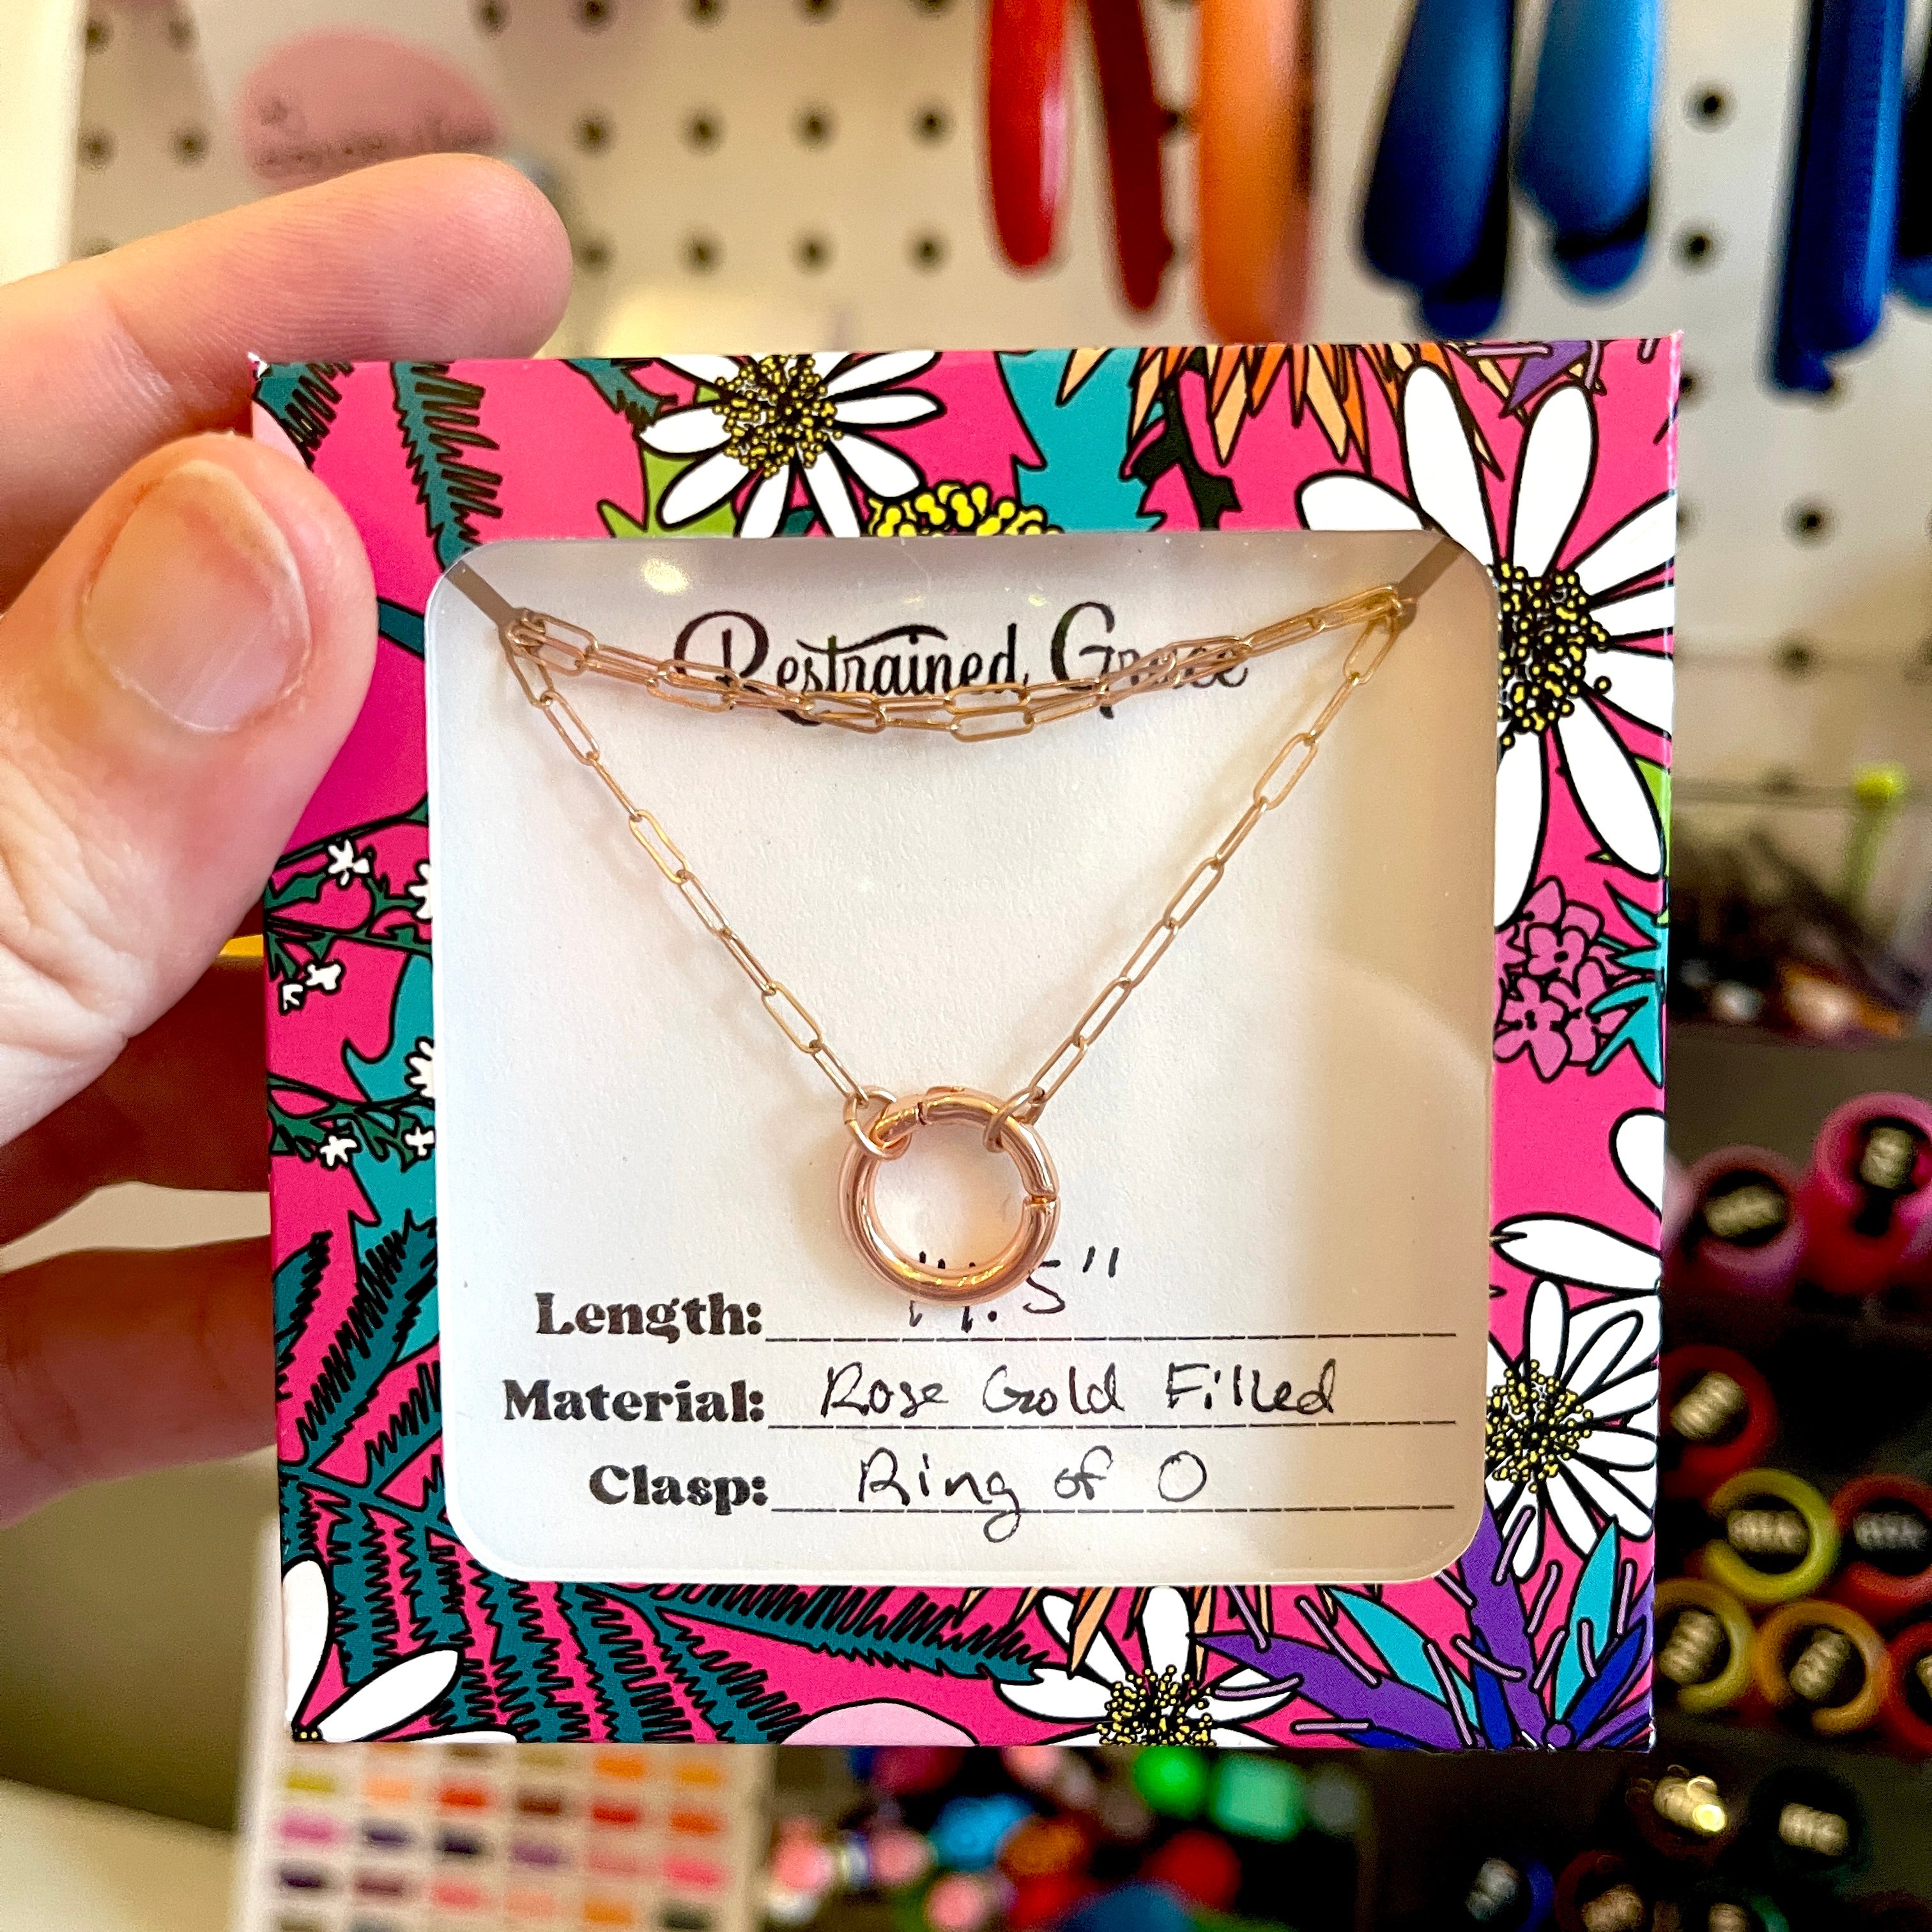 Restrained Grace
Length:
Material: Rose Gold Filled
Clasp: Ring of O